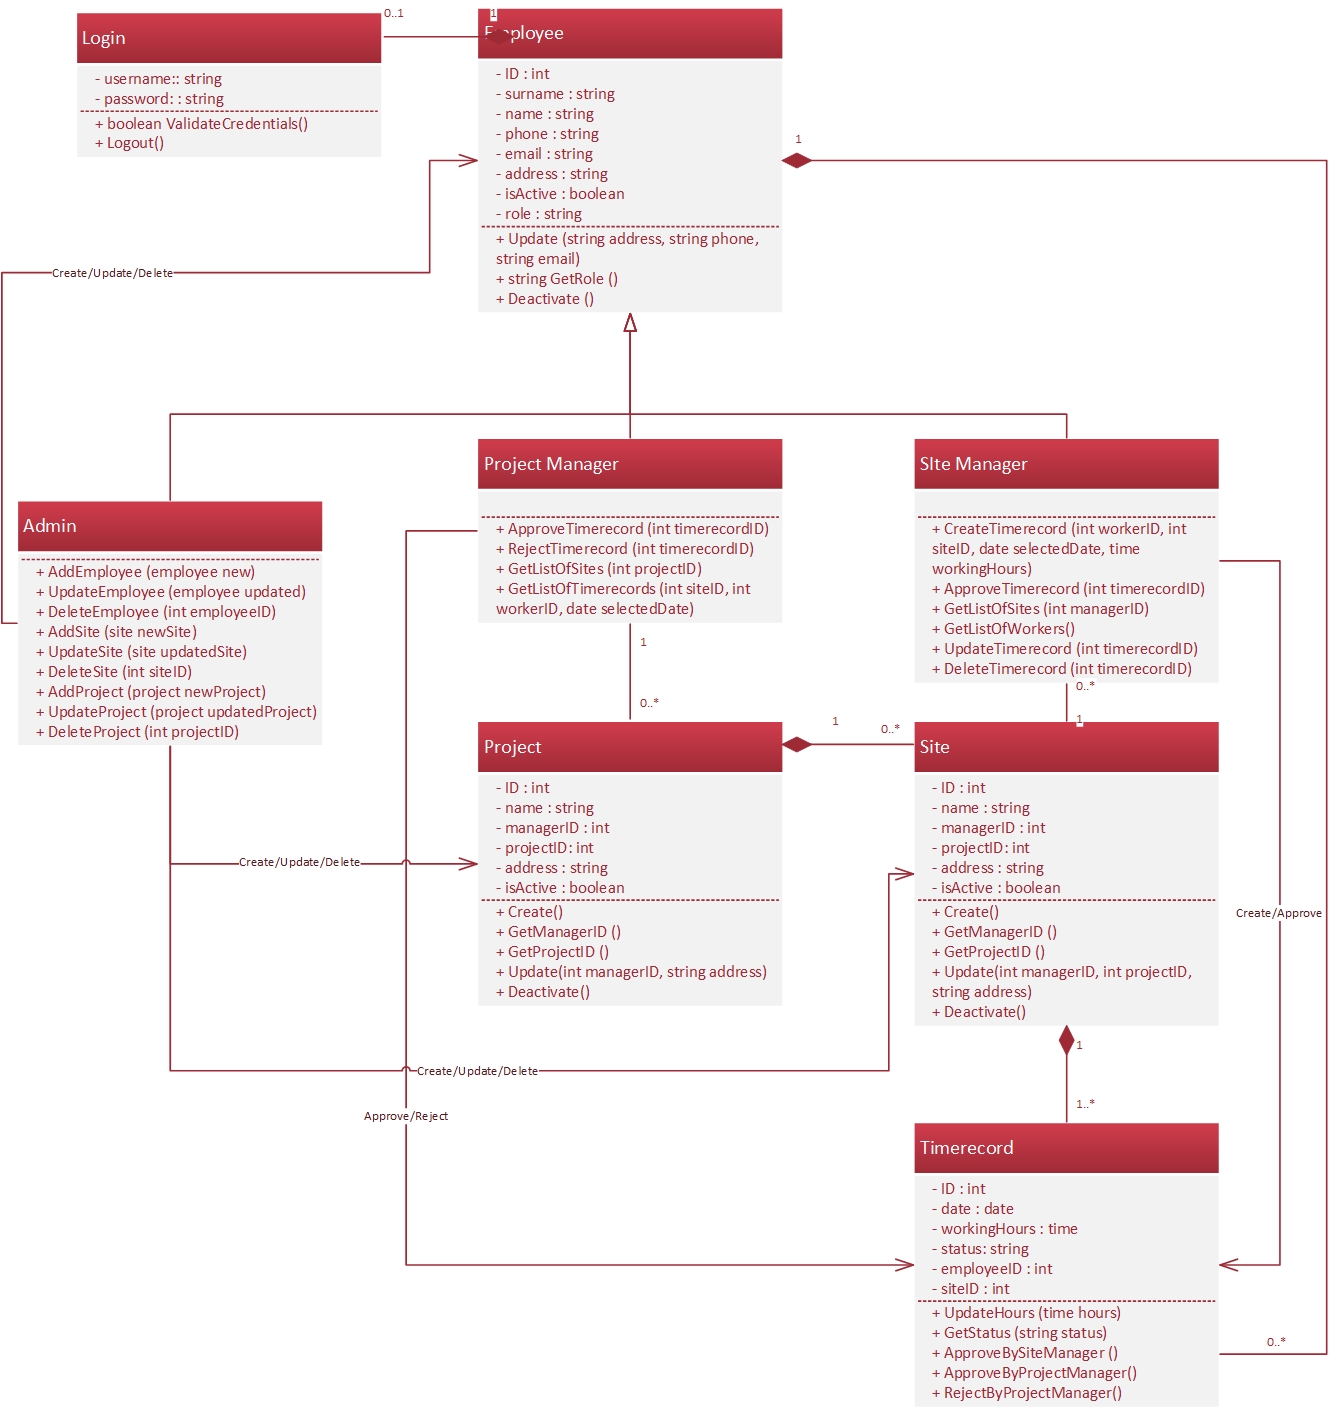 Login
- username:: string
- password: : string
+ boolean ValidateCredentials()
+ Logout()
0..1
1
Employee
- ID : int
- surname : string
- name : string
- phone : string
- email : string
- address : string
- isActive : boolean
- role : string
+ Update (string address, string phone,
string email)
+ string GetRole ()
+ Deactivate ()
1
Create/Update/Delete
Admin
+ AddEmployee (employee new)
+ UpdateEmployee (employee updated)
+ DeleteEmployee (int employeeID)
+ AddSite (site newSite)
+ UpdateSite (site updatedSite)
+ DeleteSite (int siteID)
+ AddProject (project newProject)
+ UpdateProject (project updatedProject)
+ DeleteProject (int projectID)
Project Manager
+ ApproveTimerecord (int timerecordID)
+ RejectTimerecord (int timerecordID)
+ GetListOfSites (int projectID)
+ GetListOfTimerecords (int siteID, int
workerID, date selectedDate)
1
0..*
SIte Manager
+ CreateTimerecord (int workerID, int
siteID, date selectedDate, time
workingHours)
+ ApproveTimerecord (int timerecordID)
+ GetListOfSites (int managerID)
+ GetListOfWorkers()
+ UpdateTimerecord (int timerecordID)
+ DeleteTimerecord (int timerecordID)
0..*
1
Project
- ID : int
- name : string
- managerID : int
- projectID: int
- address : string
- isActive : boolean
+ Create()
+ GetManagerID ()
+ GetProjectID ()
+ Update(int managerID, string address)
+ Deactivate()
1
0..*
Site
- ID : int
- name : string
- managerID : int
- projectID: int
- address : string
- isActive : boolean
+ Create()
+ GetManagerID ()
+ GetProjectID ()
+ Update(int managerID, int projectID,
string address)
+ Deactivate()
Create/Update/Delete
Create/Approve
Create/Update/Delete
Approve/Reject
1
1..*
Timerecord
- ID : int
- date : date
- workingHours : time
- status: string
- employeeID : int
- siteID : int
+ UpdateHours (time hours)
+ GetStatus (string status)
+ ApproveBySiteManager ()
+ ApproveByProjectManager()
+ RejectByProjectManager()
0..*